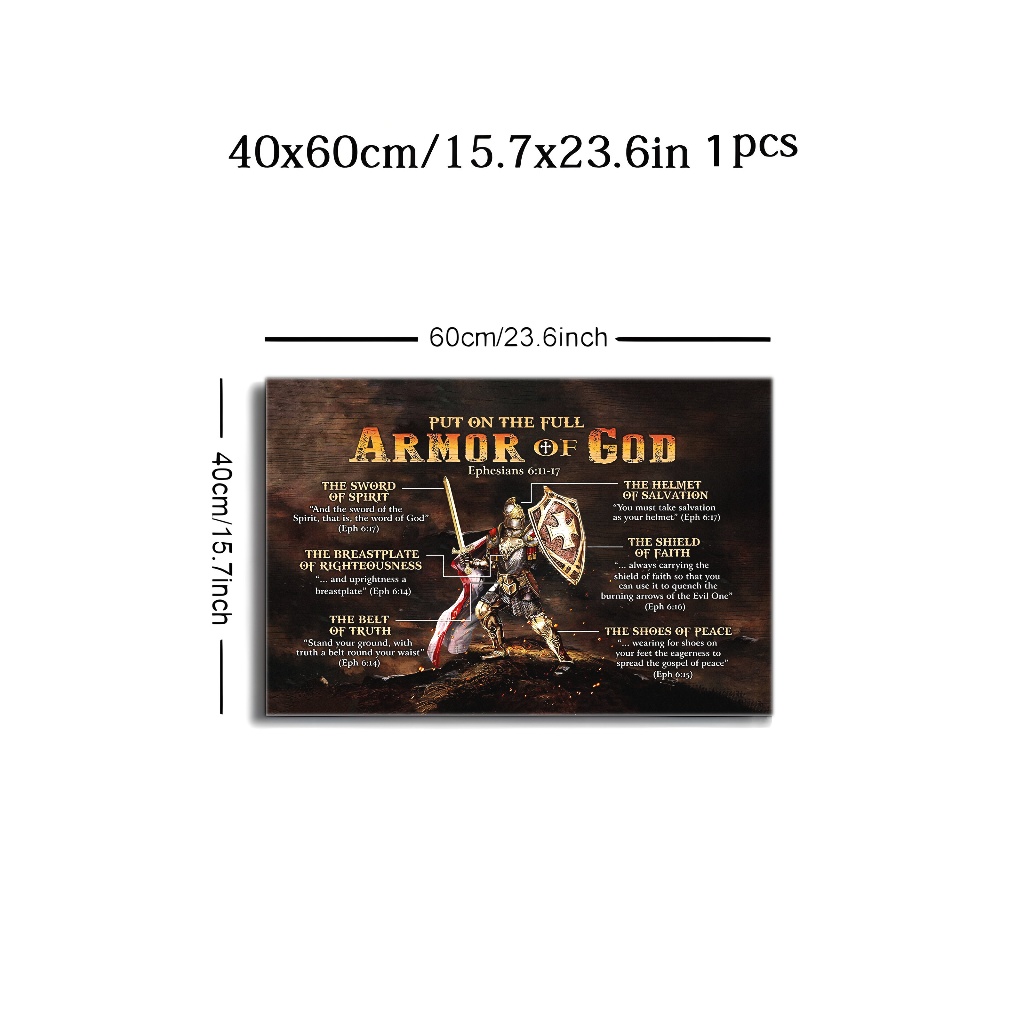 40x60cm/15.7x23.6in 1pcs
60cm/23.6inch
40cm/15.7inch
PUT ON THE FULL
ARMOR OF GOD
Ephesians 6:11-17
THE SWORD
OF SPIRIT
"And the sword of the
Spirit, that is, the word of God"
(Eph 6:17)
THE BREASTPLATE
OF RIGHTEOUSNESS
"... and uprightness a
breastplate" (Eph 6:14)
THE BELT
OF TRUTH
"Stand your ground, with
truth a belt round your waist"
(Eph 6:14)
THE HELMET
OF SALVATION
"You must take salvation
as your helmet" (Eph 6:17)
THE SHIELD
OF FAITH
"... always carrying the
shield of faith so that you
can use it to quench the
burning arrows of the Evil One"
(Eph 6:16)
THE SHOES OF PEACE
"... wearing for shoes on
your feet the eagerness to
spread the gospel of peace"
(Eph 6:15)